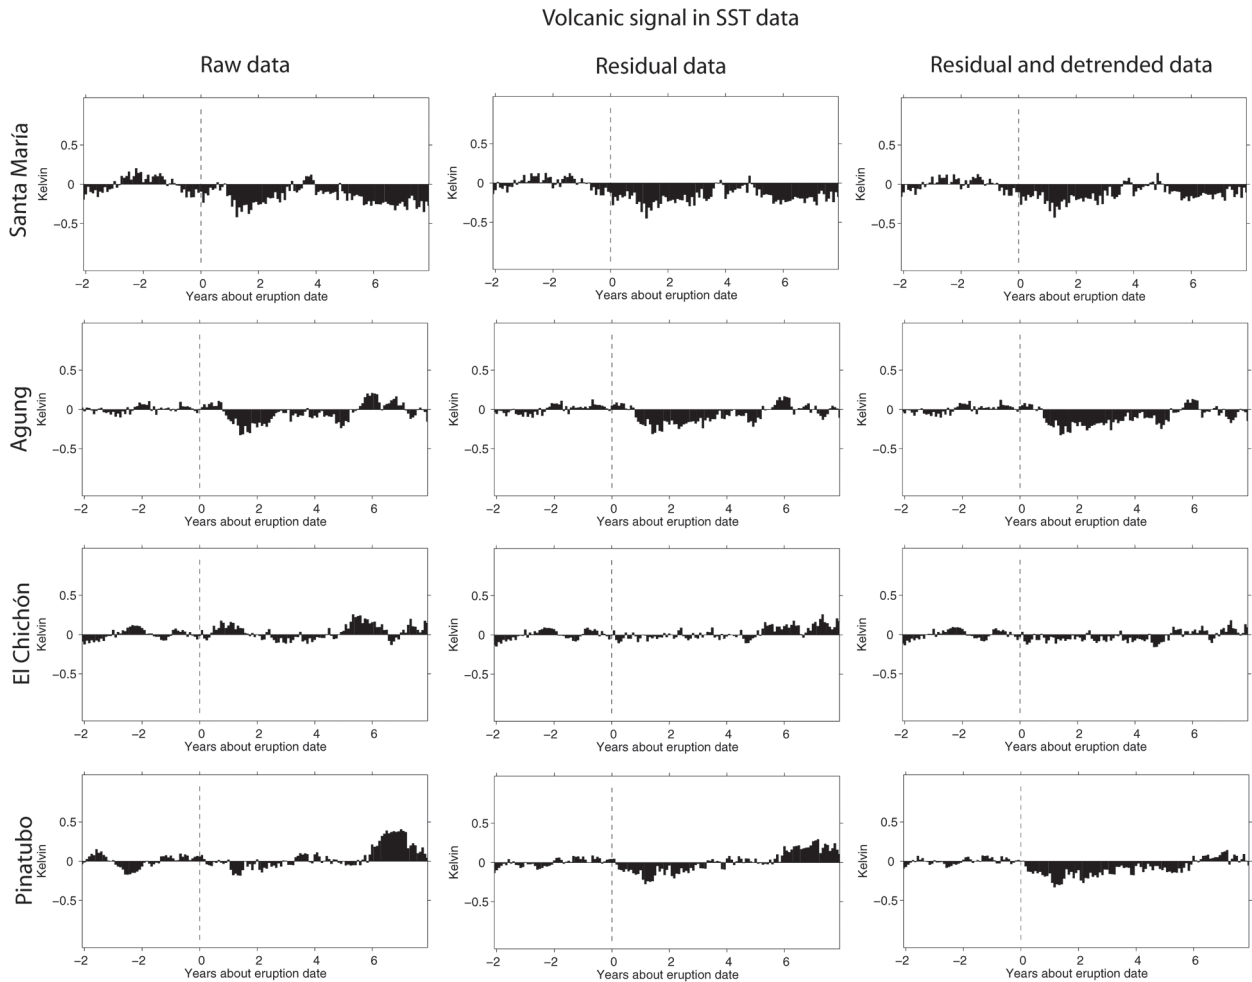 Volcanic signal in SST data
Raw data
Residual data
Residual and detrended data
Santa María
Kelvin
0.5
0
−0.5
−2 −2 0 2 4 6
Years about eruption date
Kelvin
0.5
0
−0.5
−2 −2 0 2 4 6
Years about eruption date
Kelvin
0.5
0
−0.5
−2 −2 0 2 4 6
Years about eruption date
Agung
Kelvin
0.5
0
−0.5
−2 −2 0 2 4 6
Years about eruption date
Kelvin
0.5
0
−0.5
−2 −2 0 2 4 6
Years about eruption date
Kelvin
0.5
0
−0.5
−2 −2 0 2 4 6
Years about eruption date
El Chichón
Kelvin
0.5
0
−0.5
−2 −2 0 2 4 6
Years about eruption date
Kelvin
0.5
0
−0.5
−2 −2 0 2 4 6
Years about eruption date
Kelvin
0.5
0
−0.5
−2 −2 0 2 4 6
Years about eruption date
Pinatubo
Kelvin
0.5
0
−0.5
−2 −2 0 2 4 6
Years about eruption date
Kelvin
0.5
0
−0.5
−2 −2 0 2 4 6
Years about eruption date
Kelvin
0.5
0
−0.5
−2 −2 0 2 4 6
Years about eruption date